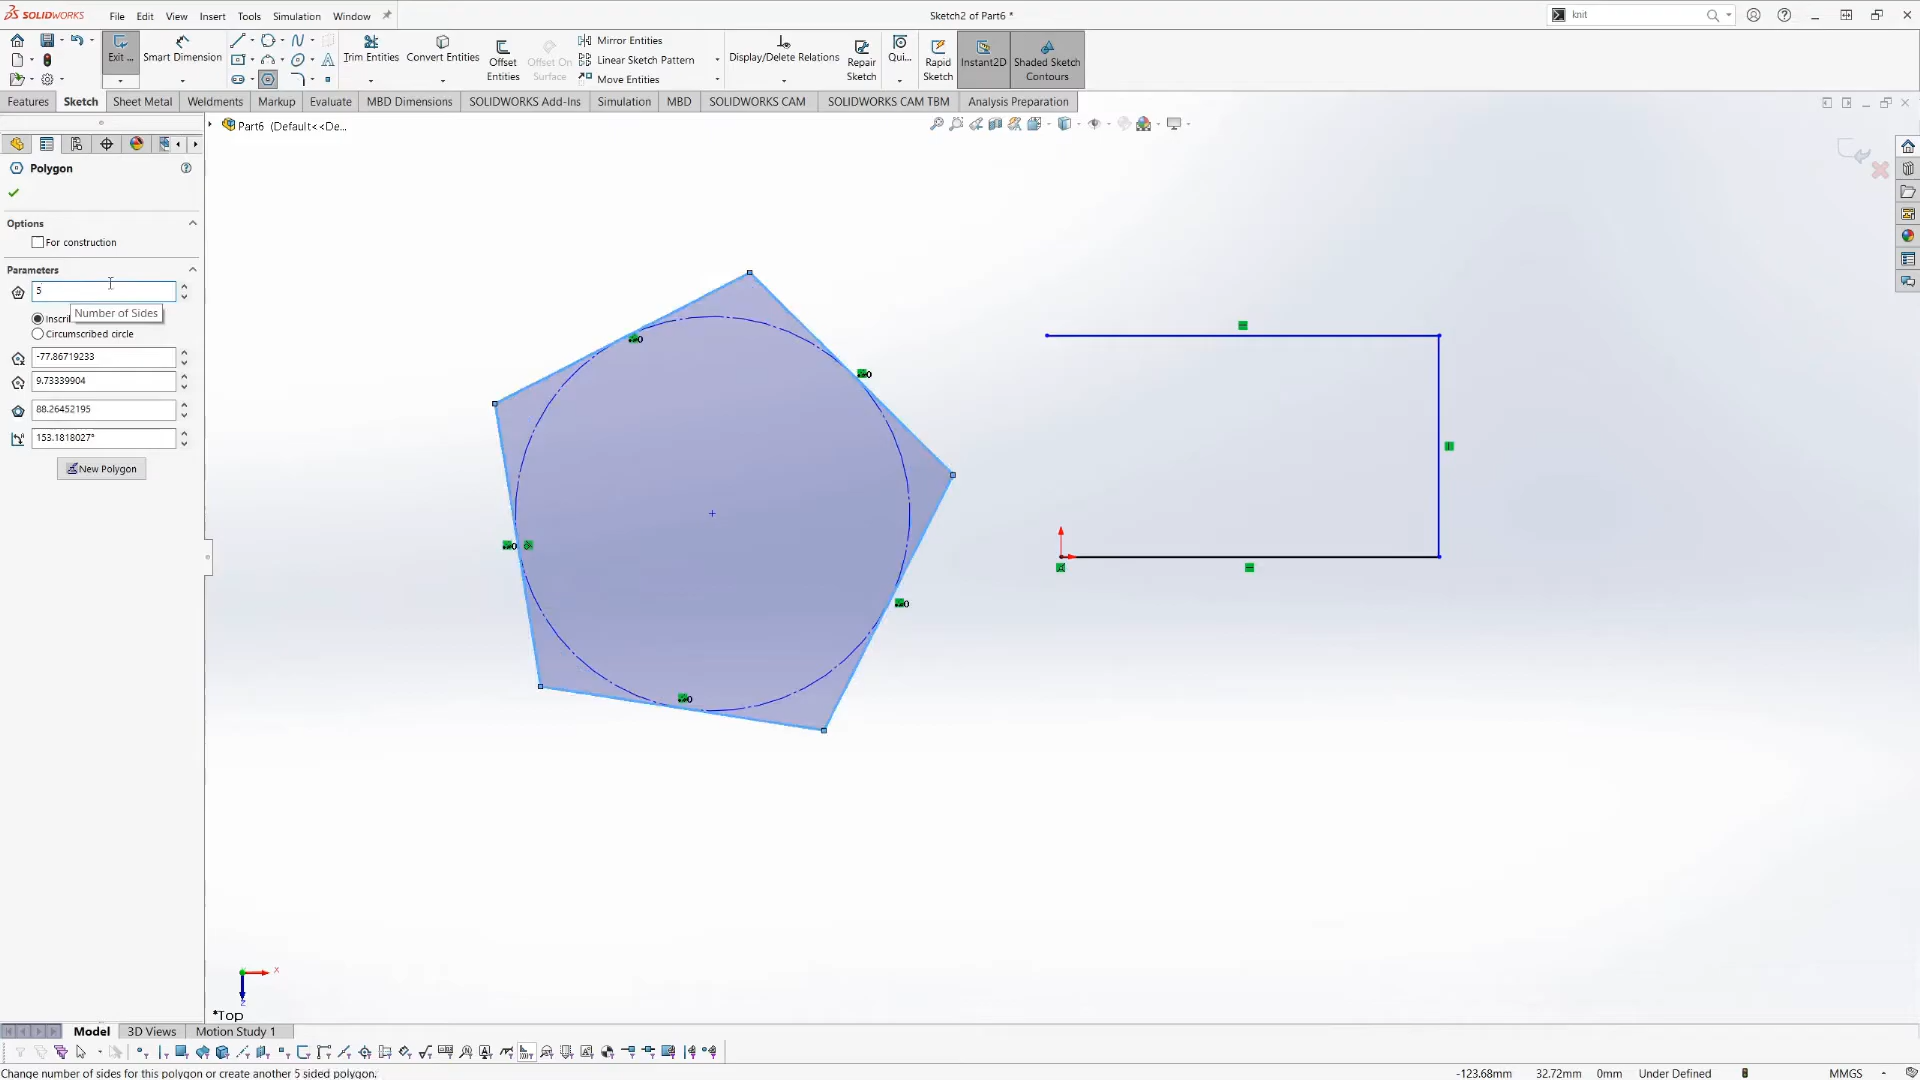 SOLIDWORKS
File Edit View Insert Tools Simulation Window
Sketch2 of Part6 *
knit
Exit ...
Smart Dimension
Trim Entities
Convert Entities
Offset Entities
Offset On Surface
Mirror Entities
Linear Sketch Pattern
Move Entities
Display/Delete Relations
Repair Sketch
Qui...
Rapid Sketch
Instant2D
Shaded Sketch Contours
Features Sketch Sheet Metal Weldments Markup Evaluate MBD Dimensions SOLIDWORKS Add-Ins Simulation MBD SOLIDWORKS CAM SOLIDWORKS CAM TBM Analysis Preparation
Part6 (Default<<De...
Polygon
Options
For construction
Parameters
5
Number of Sides
Inscri
Circumscribed circle
-77.86719233
9.73339904
88.26452195
153.1818027°
New Polygon
X
Z
*Top
Model 3D Views Motion Study 1
Change number of sides for this polygon or create another 5 sided polygon.
-123.68mm 32.72mm 0mm Under Defined MMGS